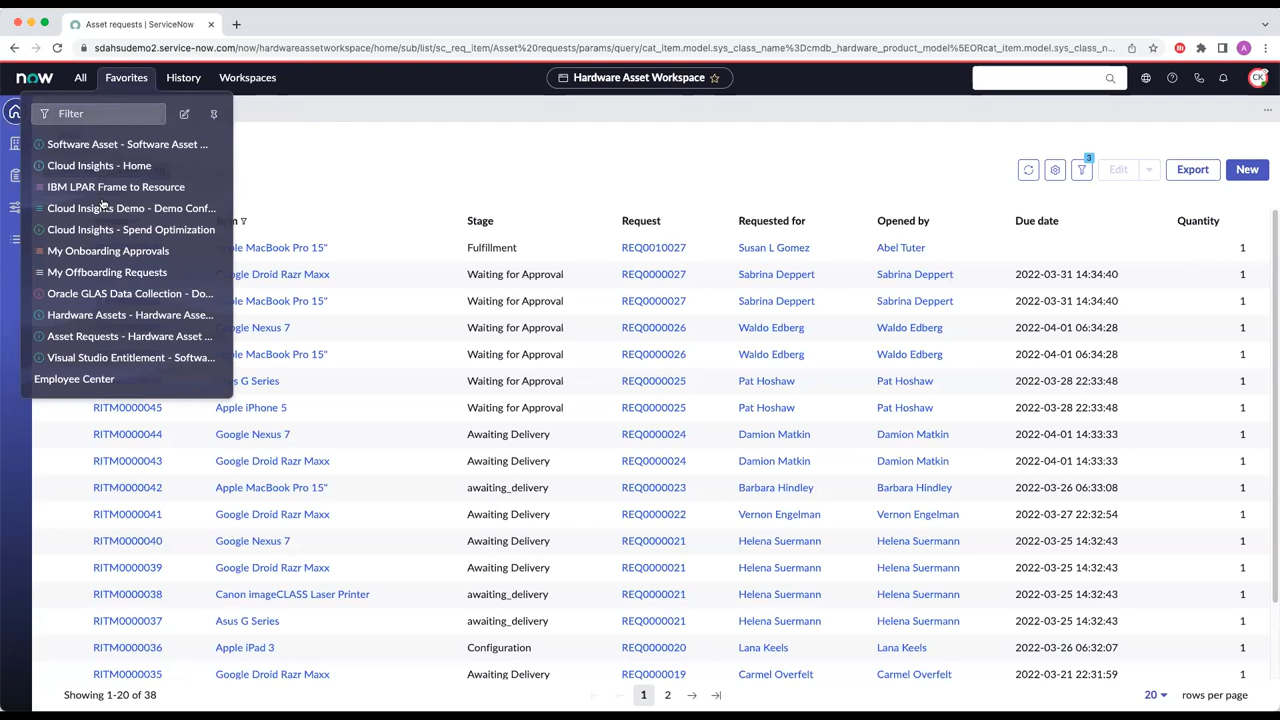 Asset requests | ServiceNow
sdahsudemo2.service-now.com/now/hardwareassetworkspace/home/sub/list/sc_req_item/Asset%20requests/params/query/cat_item.model.sys_class_name%3Dcmdb_hardware_product_model%5EORcat_item.model.sys_class_n...
A
now All Favorites History Workspaces Hardware Asset Workspace CK
Filter
Software Asset - Software Asset ...
Cloud Insights - Home
IBM LPAR Frame to Resource
Cloud Insights Demo - Demo Conf...
Cloud Insights - Spend Optimization
My Onboarding Approvals
My Offboarding Requests
Oracle GLAS Data Collection - Do...
Hardware Assets - Hardware Asse...
Asset Requests - Hardware Asset ...
Visual Studio Entitlement - Softwa...
Employee Center
3
Edit Export New
Stage Request Requested for Opened by Due date Quantity
ple MacBook Pro 15" Fulfillment REQ0010027 Susan L Gomez Abel Tuter 1
ogle Droid Razr Maxx Waiting for Approval REQ0000027 Sabrina Deppert Sabrina Deppert 2022-03-31 14:34:40 1
ple MacBook Pro 15" Waiting for Approval REQ0000027 Sabrina Deppert Sabrina Deppert 2022-03-31 14:34:40 1
ogle Nexus 7 Waiting for Approval REQ0000026 Waldo Edberg Waldo Edberg 2022-04-01 06:34:28 1
ple MacBook Pro 15" Waiting for Approval REQ0000026 Waldo Edberg Waldo Edberg 2022-04-01 06:34:28 1
s G Series Waiting for Approval REQ0000025 Pat Hoshaw Pat Hoshaw 2022-03-28 22:33:48 1
RITM0000045 Apple iPhone 5 Waiting for Approval REQ0000025 Pat Hoshaw Pat Hoshaw 2022-03-28 22:33:48 1
RITM0000044 Google Nexus 7 Awaiting Delivery REQ0000024 Damion Matkin Damion Matkin 2022-04-01 14:33:33 1
RITM0000043 Google Droid Razr Maxx Awaiting Delivery REQ0000024 Damion Matkin Damion Matkin 2022-04-01 14:33:33 1
RITM0000042 Apple MacBook Pro 15" awaiting_delivery REQ0000023 Barbara Hindley Barbara Hindley 2022-03-26 06:33:08 1
RITM0000041 Google Droid Razr Maxx Awaiting Delivery REQ0000022 Vernon Engelman Vernon Engelman 2022-03-27 22:32:54 1
RITM0000040 Google Nexus 7 Awaiting Delivery REQ0000021 Helena Suermann Helena Suermann 2022-03-25 14:32:43 1
RITM0000039 Google Droid Razr Maxx Awaiting Delivery REQ0000021 Helena Suermann Helena Suermann 2022-03-25 14:32:43 1
RITM0000038 Canon imageCLASS Laser Printer awaiting_delivery REQ0000021 Helena Suermann Helena Suermann 2022-03-25 14:32:43 1
RITM0000037 Asus G Series awaiting_delivery REQ0000021 Helena Suermann Helena Suermann 2022-03-25 14:32:43 1
RITM0000036 Apple iPad 3 Configuration REQ0000020 Lana Keels Lana Keels 2022-03-26 06:32:07 1
RITM0000035 Google Droid Razr Maxx Awaiting Delivery REQ0000019 Carmel Overfelt Carmel Overfelt 2022-03-21 22:31:59 1
Showing 1-20 of 38 1 2 20 rows per page